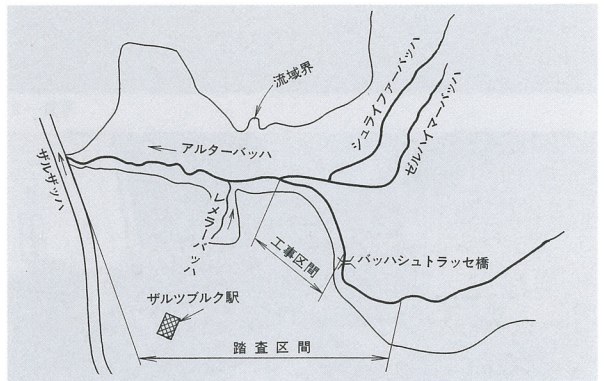 流域界
シュライファーバッハ
ゼルハイマーバッハ
アルターバッハ
ザルザッハ
レメラーバッハ
工事区間
バッハシュトラッセ橋
ザルツブルク駅
踏査区間